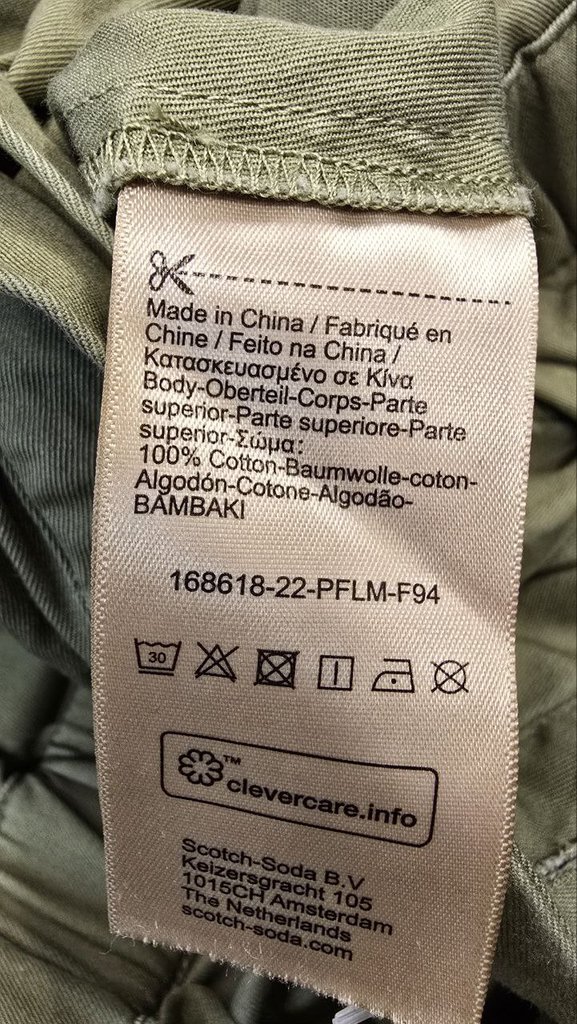 Made in China / Fabriqué en
Chine / Feito na China /
Κατασκευασμένο σε Κίνα
Body-Oberteil-Corps-Parte
superior-Parte superiore-Parte
superior-Σώμα:
100% Cotton-Baumwolle-coton-
Algodón-Cotone-Algodão-
BAMBAKI
168618-22-PFLM-F94
30
™
clevercare.info
Scotch-Soda B.V
Keizersgracht 105
1015CH Amsterdam
The Netherlands
scotch-soda.com